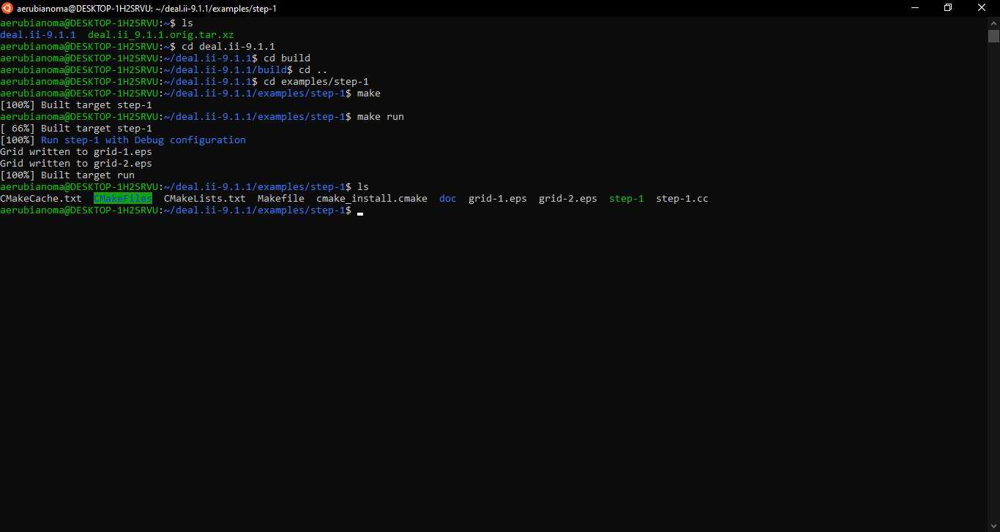 aerubianoma@DESKTOP-1H2SRVU: ~/deal.ii-9.1.1/examples/step-1
aerubianoma@DESKTOP-1H2SRVU:~$ ls
deal.ii-9.1.1  deal.ii_9.1.1.orig.tar.xz
aerubianoma@DESKTOP-1H2SRVU:~$ cd deal.ii-9.1.1
aerubianoma@DESKTOP-1H2SRVU:~/deal.ii-9.1.1$ cd build
aerubianoma@DESKTOP-1H2SRVU:~/deal.ii-9.1.1/build$ cd ..
aerubianoma@DESKTOP-1H2SRVU:~/deal.ii-9.1.1$ cd examples/step-1
aerubianoma@DESKTOP-1H2SRVU:~/deal.ii-9.1.1/examples/step-1$ make
[100%] Built target step-1
aerubianoma@DESKTOP-1H2SRVU:~/deal.ii-9.1.1/examples/step-1$ make run
[ 66%] Built target step-1
[100%] Run step-1 with Debug configuration
Grid written to grid-1.eps
Grid written to grid-2.eps
[100%] Built target run
aerubianoma@DESKTOP-1H2SRVU:~/deal.ii-9.1.1/examples/step-1$ ls
CMakeCache.txt  CMakeFiles  CMakeLists.txt  Makefile  cmake_install.cmake  doc  grid-1.eps  grid-2.eps  step-1  step-1.cc
aerubianoma@DESKTOP-1H2SRVU:~/deal.ii-9.1.1/examples/step-1$